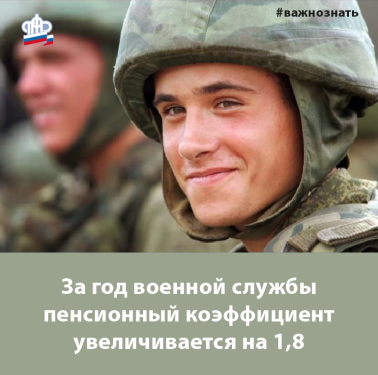 #важнознать
За год военной службы
пенсионный коэффициент
увеличивается на 1,8